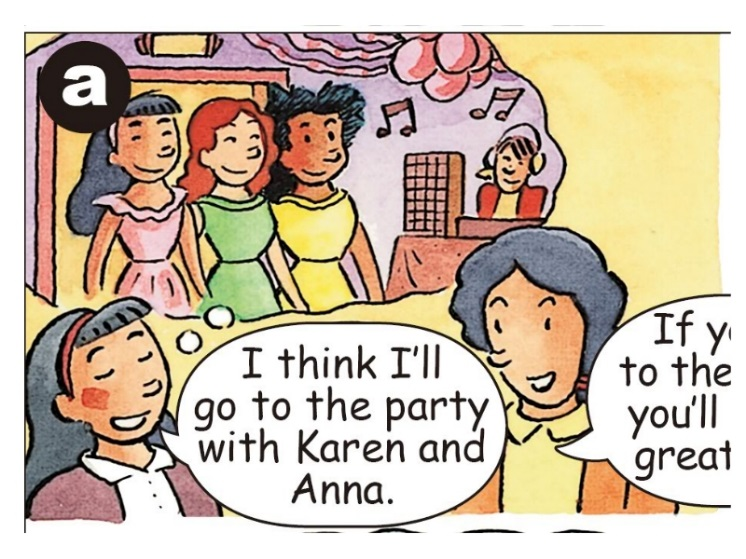 a
I think I'll
go to the party
with Karen and
Anna.
If
to the
you'll
great